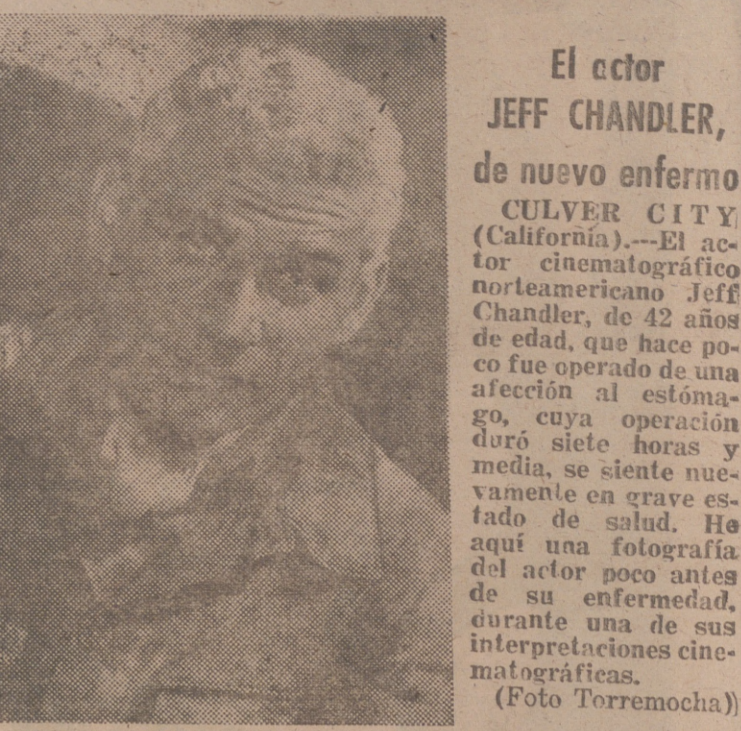 El actor
JEFF CHANDLER,
de nuevo enfermo
CULVER CITY
(California).---El ac-
tor cinematográfico
norteamericano Jeff
Chandler, de 42 años
de edad, que hace po-
co fue operado de una
afección al estóma-
go, cuya operación
duró siete horas y
media, se siente nue-
vamente en grave es-
tado de salud. He
aquí una fotografía
del actor poco antes
de su enfermedad,
durante una de sus
interpretaciones cine-
matográficas.
(Foto Torremocha)